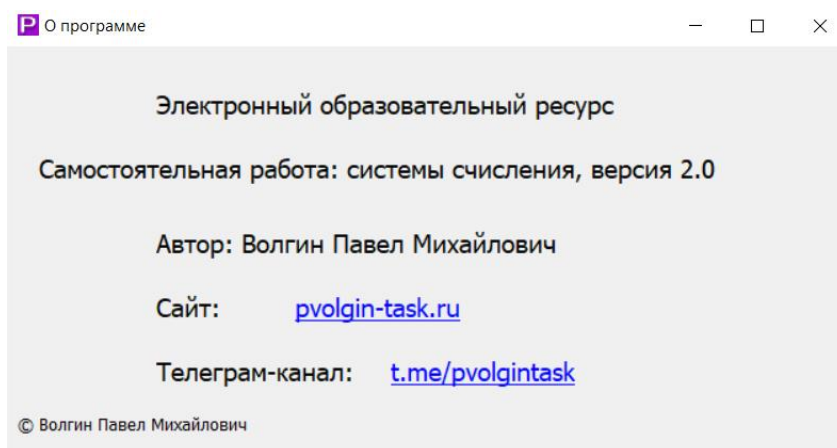 P О программе
Электронный образовательный ресурс
Самостоятельная работа: системы счисления, версия 2.0
Автор: Волгин Павел Михайлович
Сайт: pvolgin-task.ru
Телеграм-канал: t.me/pvolgintask
© Волгин Павел Михайлович